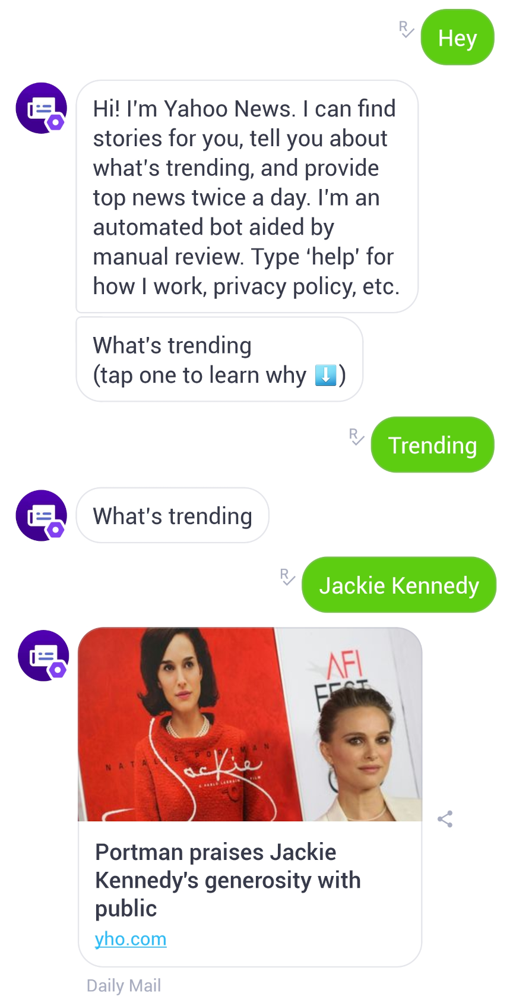 R
Hey
Hi! I'm Yahoo News. I can find
stories for you, tell you about
what's trending, and provide
top news twice a day. I'm an
automated bot aided by
manual review. Type ‘help’ for
how I work, privacy policy, etc.
What's trending
(tap one to learn why ⬇️)
R
Trending
What's trending
R
Jackie Kennedy
AFI
FEST
NATALIE PORTMAN
Jackie
A PABLO LARRAÍN FILM
Portman praises Jackie
Kennedy's generosity with
public
yho.com
Daily Mail